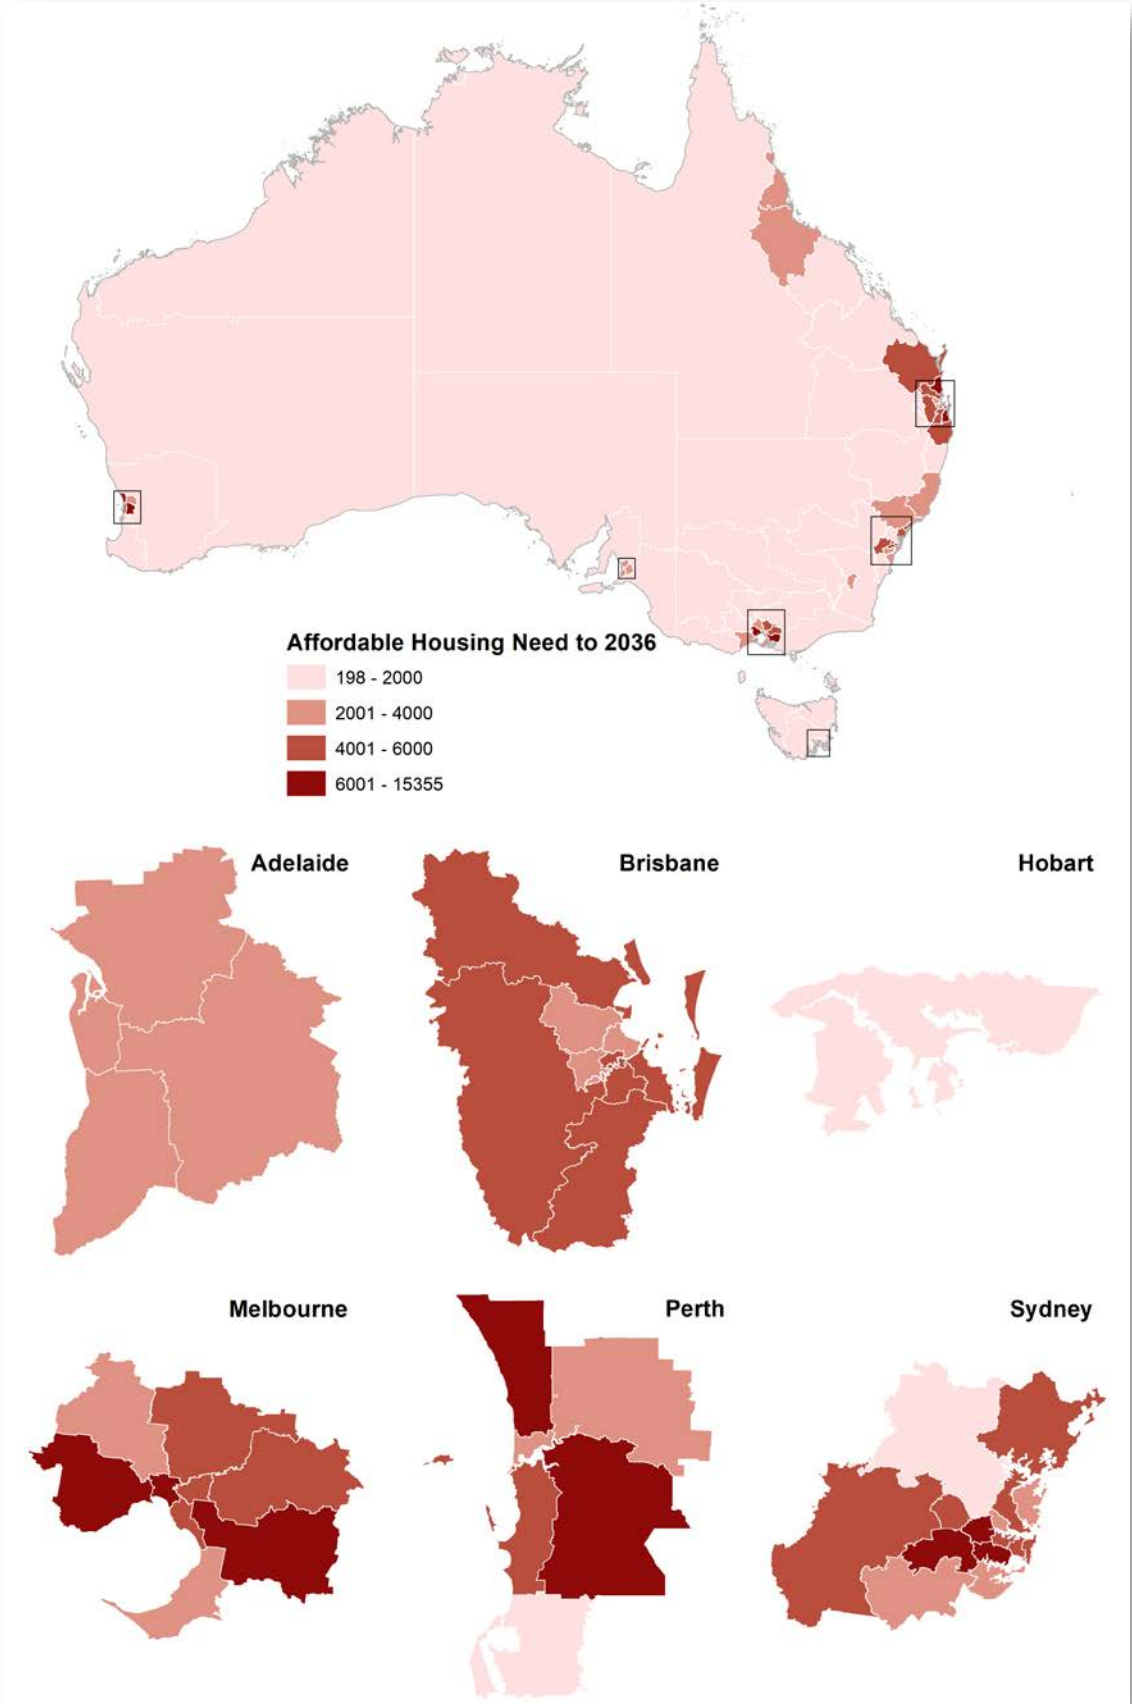 Affordable Housing Need to 2036
198 - 2000
2001 - 4000
4001 - 6000
6001 - 15355
Adelaide
Brisbane
Hobart
Melbourne
Perth
Sydney